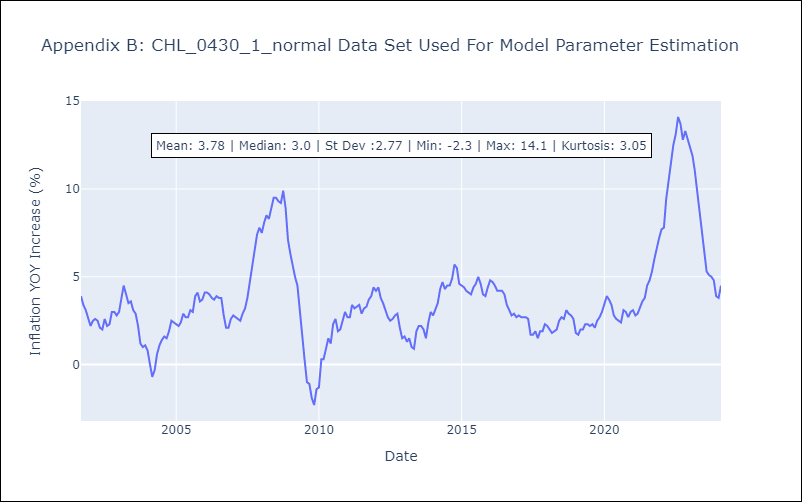 Appendix B: CHL_0430_1_normal Data Set Used For Model Parameter Estimation
15
Mean: 3.78 | Median: 3.0 | St Dev :2.77 | Min: -2.3 | Max: 14.1 | Kurtosis: 3.05
10
5
0
Inflation YOY Increase (%)
2005
2010
2015
2020
Date